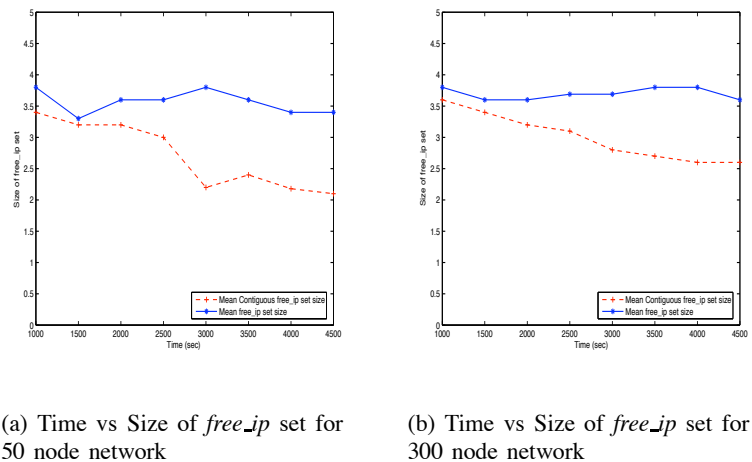 5
4.5
4
3.5
3
2.5
2
1.5
1
0.5
0
Size of free_ip set
1000 1500 2000 2500 3000 3500 4000 4500
Time (sec)
Mean Contiguous free_ip set size
Mean free_ip set size
(a) Time vs Size of free_ip set for
50 node network
5
4.5
4
3.5
3
2.5
2
1.5
1
0.5
0
Size of free_ip set
1000 1500 2000 2500 3000 3500 4000 4500
Time (sec)
Mean Contiguous free_ip set size
Mean free_ip set size
(b) Time vs Size of free_ip set for
300 node network